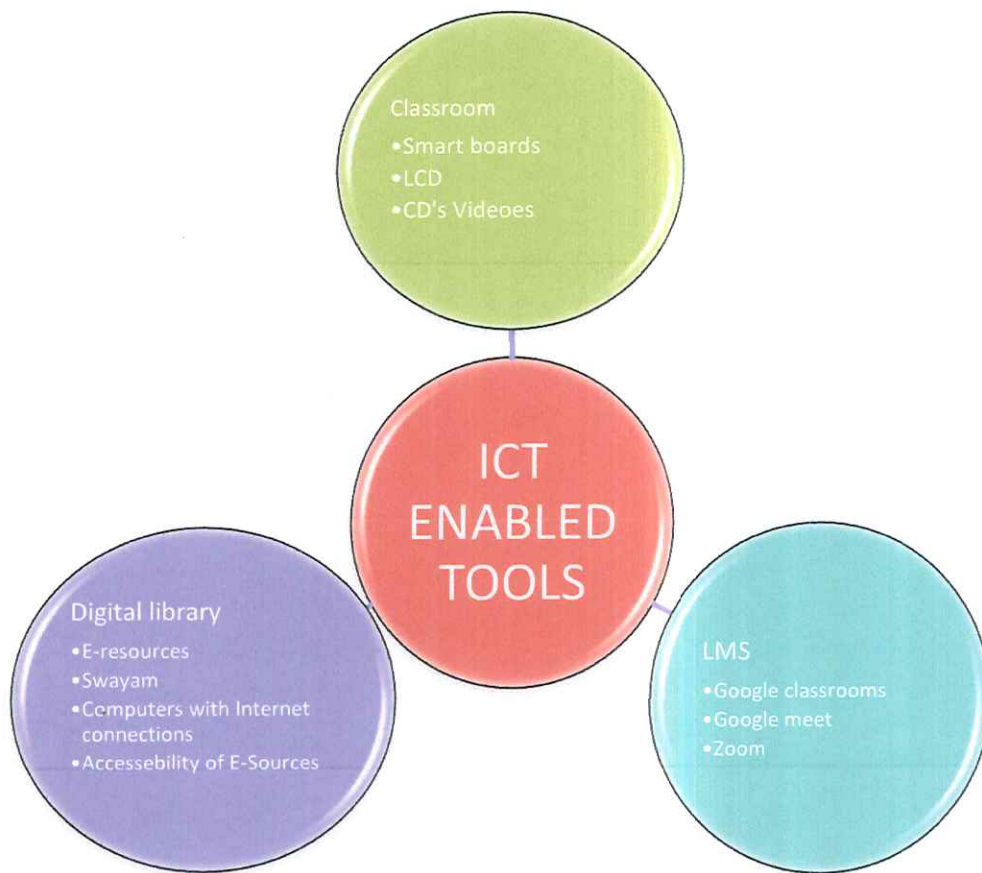 Classroom
•Smart boards
•LCD
•CD's Videoes
ICT
ENABLED
TOOLS
Digital library
•E-resources
•Swayam
•Computers with Internet
connections
•Accessebility of E-Sources
LMS
•Google classrooms
•Google meet
•Zoom